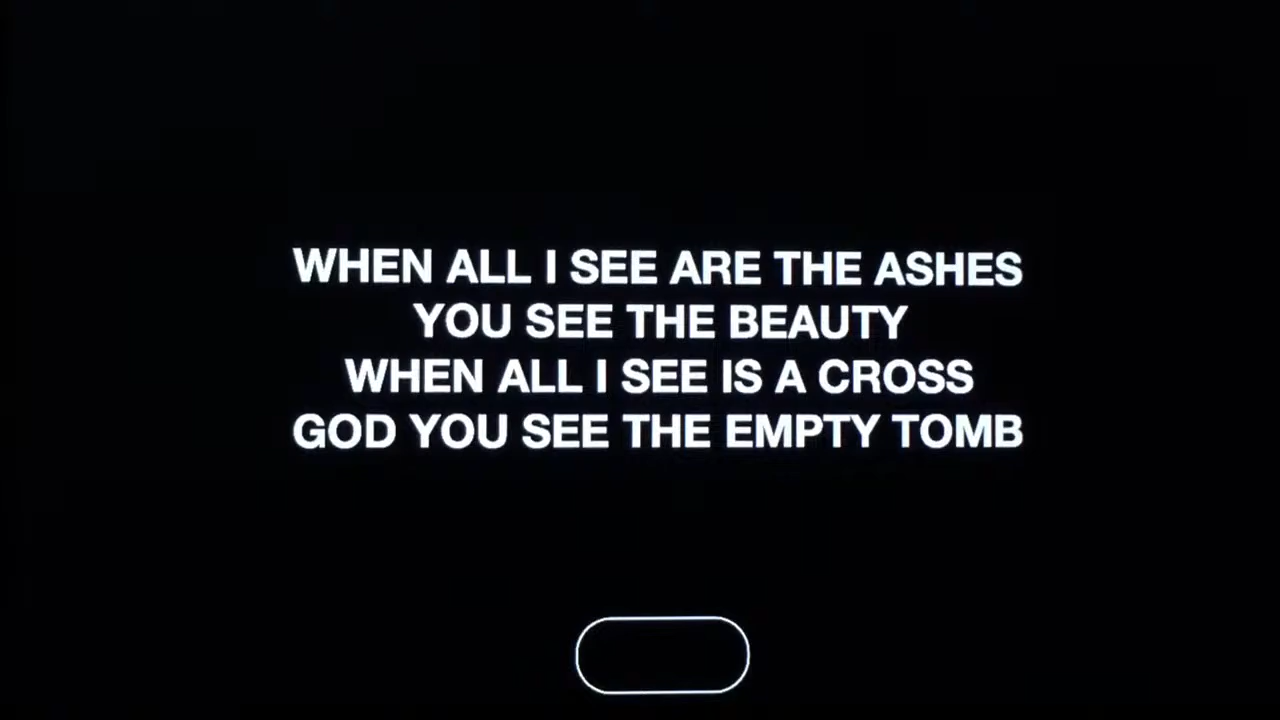 WHEN ALL I SEE ARE THE ASHES
YOU SEE THE BEAUTY
WHEN ALL I SEE IS A CROSS
GOD YOU SEE THE EMPTY TOMB